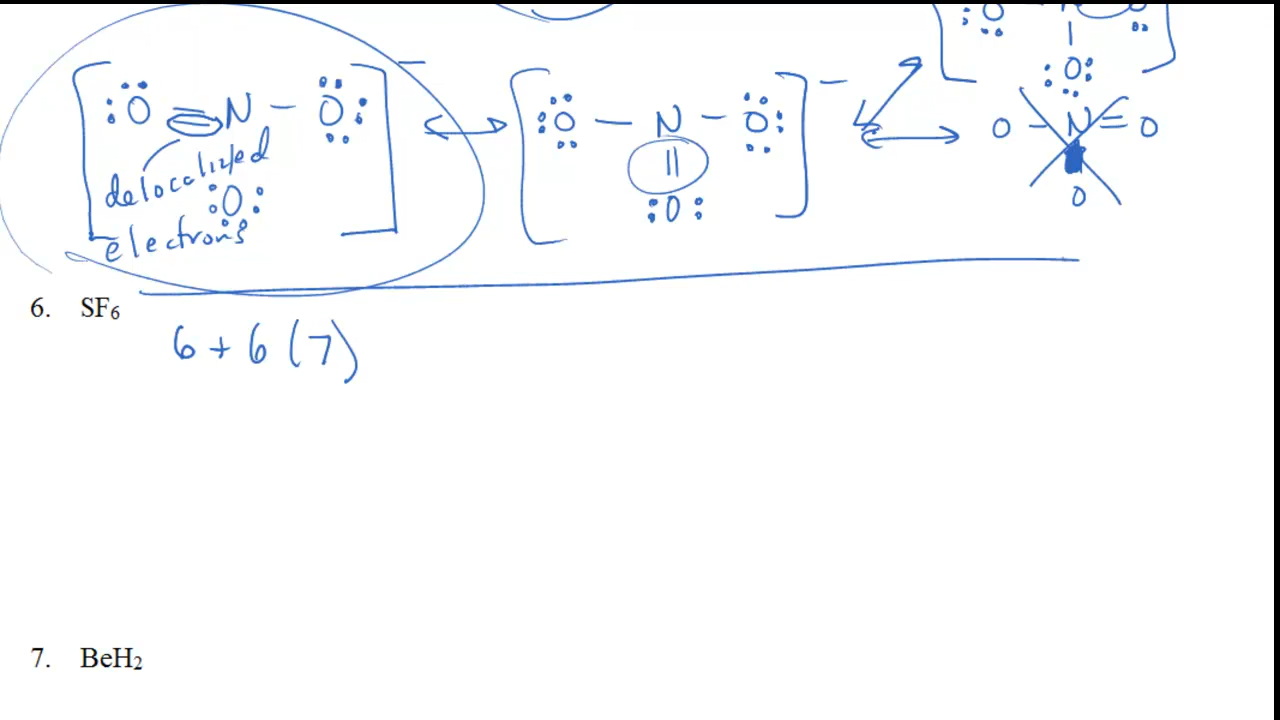 :O = N - O: ↔ :O - N - O: ↔ O - N = O
|| O
delocalized
:O: :O:
electrons
6. SF₆
6 + 6 (7)
7. BeH₂